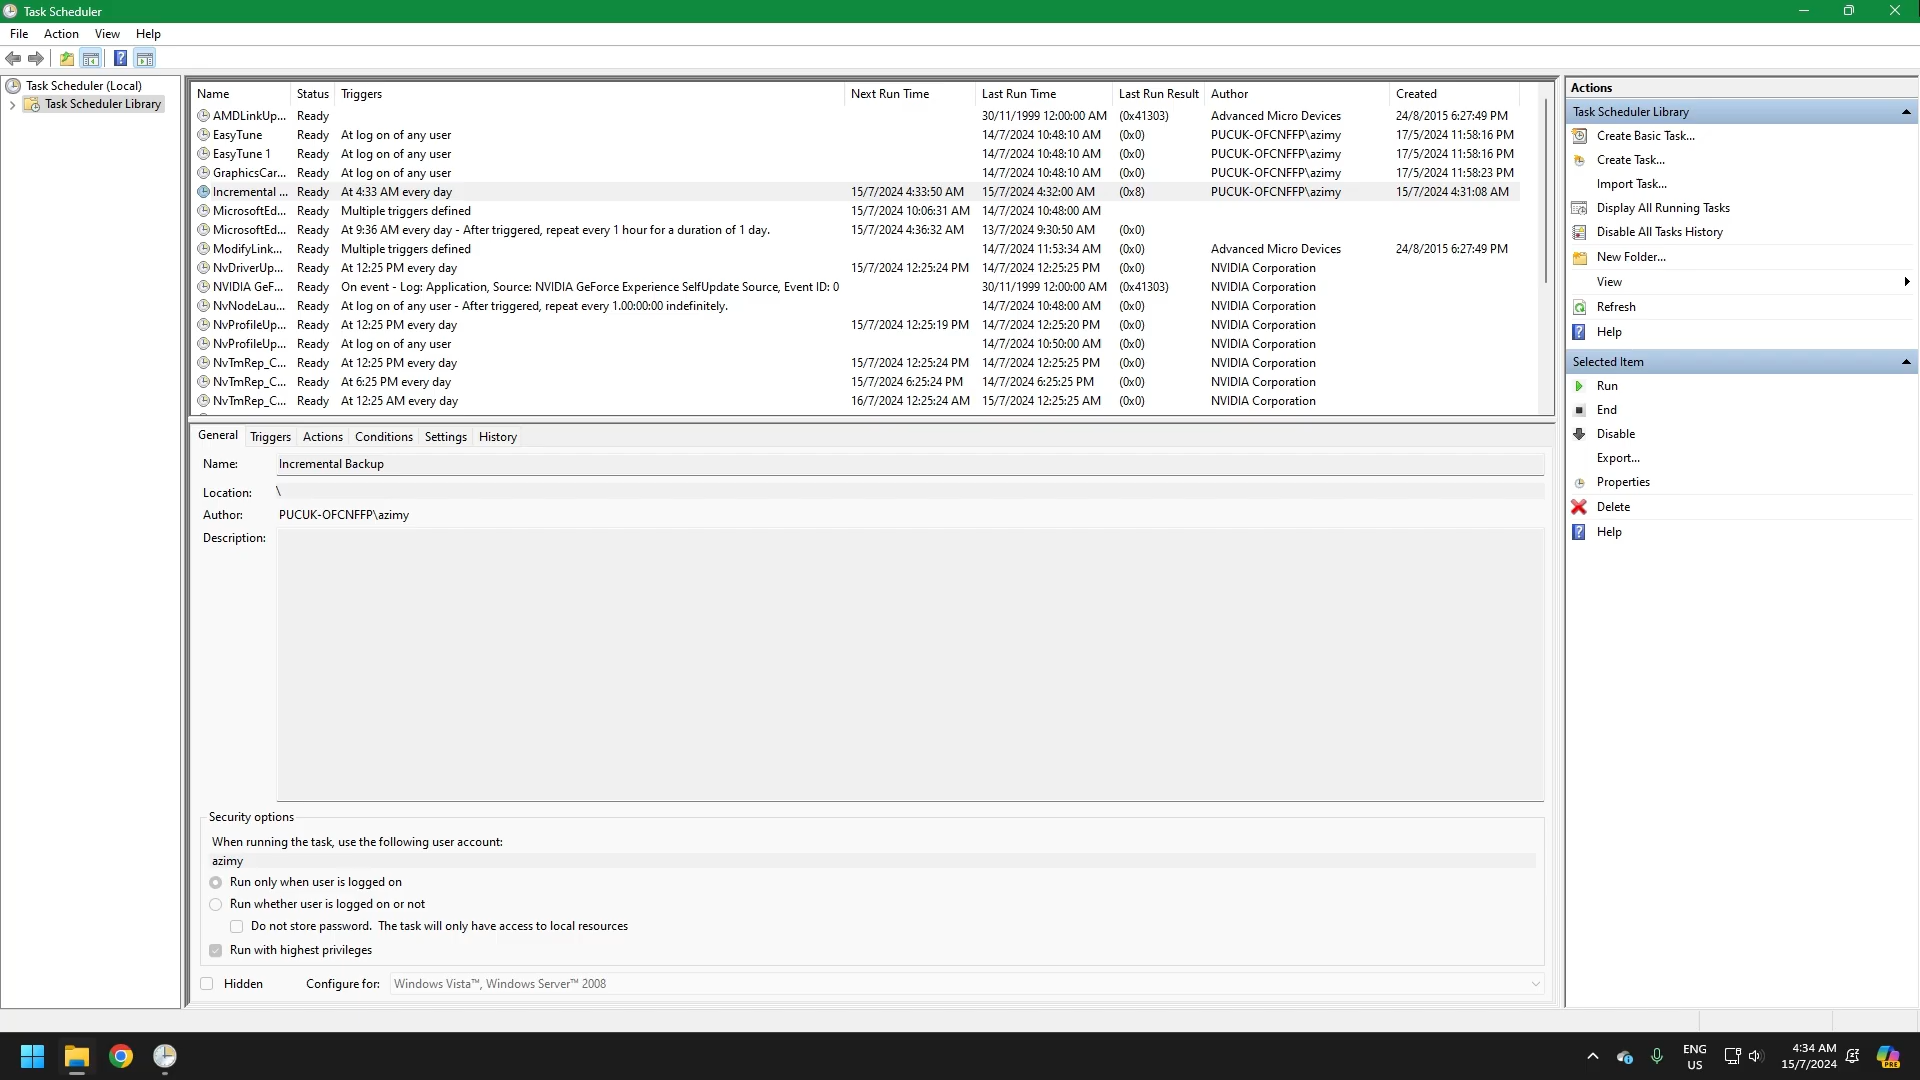 Task Scheduler
File Action View Help
Task Scheduler (Local)
Task Scheduler Library
Name Status Triggers Next Run Time Last Run Time Last Run Result Author Created
AMDLinkUp... Ready 30/11/1999 12:00:00 AM (0x41303) Advanced Micro Devices 24/8/2015 6:27:49 PM
EasyTune Ready At log on of any user 14/7/2024 10:48:10 AM (0x0) PUCUK-OFCNFFP\azimy 17/5/2024 11:58:16 PM
EasyTune 1 Ready At log on of any user 14/7/2024 10:48:10 AM (0x0) PUCUK-OFCNFFP\azimy 17/5/2024 11:58:16 PM
GraphicsCar... Ready At log on of any user 14/7/2024 10:48:10 AM (0x0) PUCUK-OFCNFFP\azimy 17/5/2024 11:58:23 PM
Incremental ... Ready At 4:33 AM every day 15/7/2024 4:33:50 AM 15/7/2024 4:32:00 AM (0x8) PUCUK-OFCNFFP\azimy 15/7/2024 4:31:08 AM
MicrosoftEd... Ready Multiple triggers defined 15/7/2024 10:06:31 AM 14/7/2024 10:48:00 AM
MicrosoftEd... Ready At 9:36 AM every day - After triggered, repeat every 1 hour for a duration of 1 day. 15/7/2024 4:36:32 AM 13/7/2024 9:30:50 AM (0x0)
ModifyLink... Ready Multiple triggers defined 14/7/2024 11:53:34 AM (0x0) Advanced Micro Devices 24/8/2015 6:27:49 PM
NvDriverUp... Ready At 12:25 PM every day 15/7/2024 12:25:24 PM 14/7/2024 12:25:25 PM (0x0) NVIDIA Corporation
NVIDIA GeF... Ready On event - Log: Application, Source: NVIDIA GeForce Experience SelfUpdate Source, Event ID: 0 30/11/1999 12:00:00 AM (0x41303) NVIDIA Corporation
NvNodeLau... Ready At log on of any user - After triggered, repeat every 1.00:00:00 indefinitely. 14/7/2024 10:48:00 AM (0x0) NVIDIA Corporation
NvProfileUp... Ready At 12:25 PM every day 15/7/2024 12:25:19 PM 14/7/2024 12:25:20 PM (0x0) NVIDIA Corporation
NvProfileUp... Ready At log on of any user 14/7/2024 10:50:00 AM (0x0) NVIDIA Corporation
NvTmRep_C... Ready At 12:25 PM every day 15/7/2024 12:25:24 PM 14/7/2024 12:25:25 PM (0x0) NVIDIA Corporation
NvTmRep_C... Ready At 6:25 PM every day 15/7/2024 6:25:24 PM 14/7/2024 6:25:25 PM (0x0) NVIDIA Corporation
NvTmRep_C... Ready At 12:25 AM every day 16/7/2024 12:25:24 AM 15/7/2024 12:25:25 AM (0x0) NVIDIA Corporation
General Triggers Actions Conditions Settings History
Name: Incremental Backup
Location: \
Author: PUCUK-OFCNFFP\azimy
Description:
Security options
When running the task, use the following user account:
azimy
Run only when user is logged on
Run whether user is logged on or not
Do not store password. The task will only have access to local resources
Run with highest privileges
Hidden Configure for: Windows Vista™, Windows Server™ 2008
Actions
Task Scheduler Library
Create Basic Task...
Create Task...
Import Task...
Display All Running Tasks
Disable All Tasks History
New Folder...
View
Refresh
Help
Selected Item
Run
End
Disable
Export...
Properties
Delete
Help
ENG
US
4:34 AM
15/7/2024
PRE